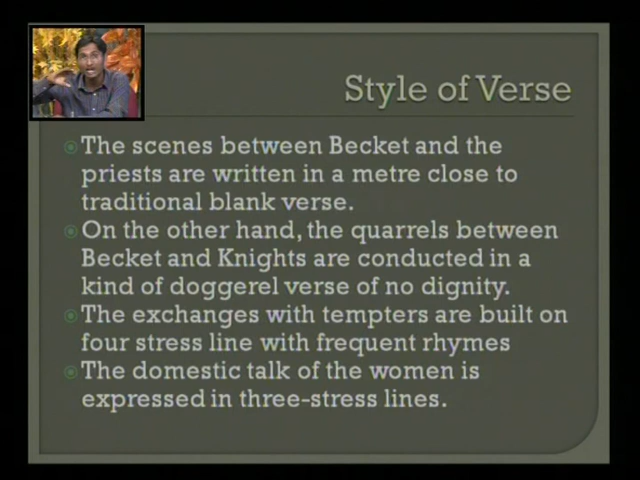 Style of Verse
The scenes between Becket and the
priests are written in a metre close to
traditional blank verse.
On the other hand, the quarrels between
Becket and Knights are conducted in a
kind of doggerel verse of no dignity.
The exchanges with tempters are built on
four stress line with frequent rhymes
The domestic talk of the women is
expressed in three-stress lines.